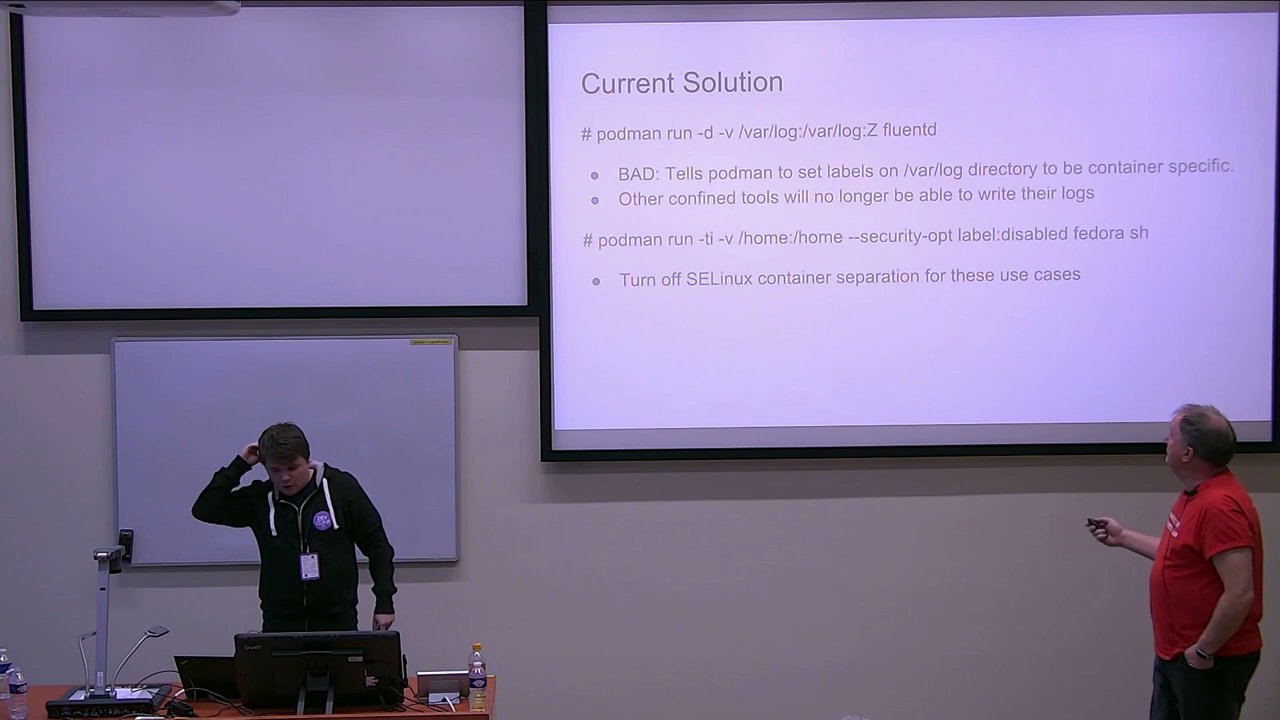 Current Solution
# podman run -d -v /var/log:/var/log:Z fluentd
BAD: Tells podman to set labels on /var/log directory to be container specific.
Other confined tools will no longer be able to write their logs
# podman run -ti -v /home:/home --security-opt label:disabled fedora sh
Turn off SELinux container separation for these use cases